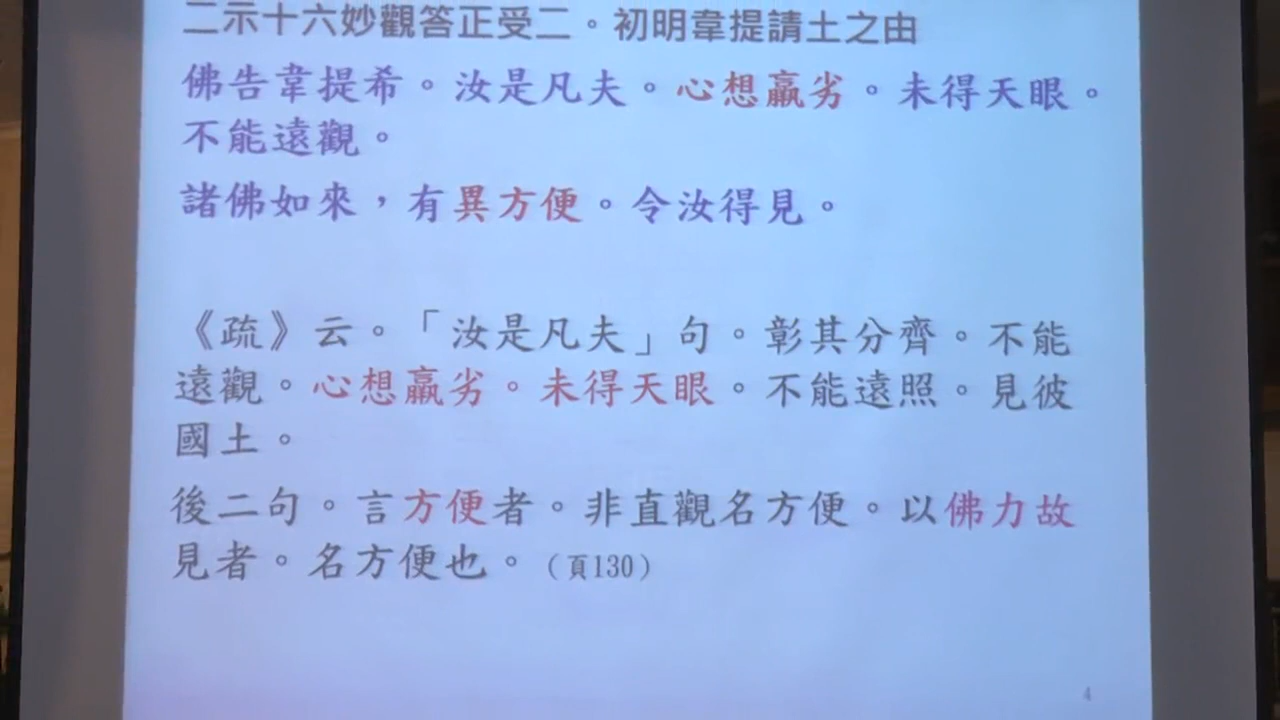 二示十六妙觀答正受二。初明韋提請土之由
佛告韋提希。汝是凡夫。心想羸劣。未得天眼。
不能遠觀。
諸佛如來，有異方便。令汝得見。
《疏》云。「汝是凡夫」句。彰其分齊。不能
遠觀。心想羸劣。未得天眼。不能遠照。見彼
國土。
後二句。言方便者。非直觀名方便。以佛力故
見者。名方便也。（頁130）
4